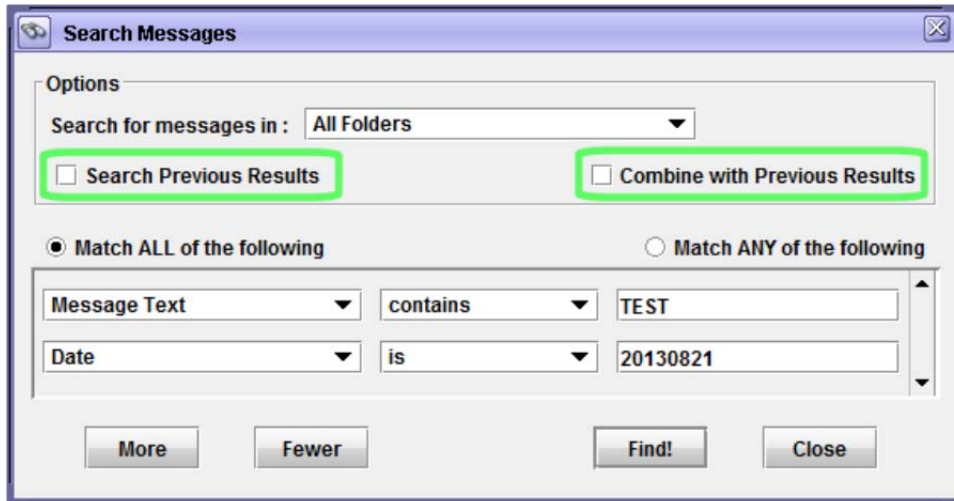 Search Messages
Options
Search for messages in : All Folders
Search Previous Results Combine with Previous Results
Match ALL of the following Match ANY of the following
Message Text contains TEST
Date is 20130821
More Fewer Find! Close